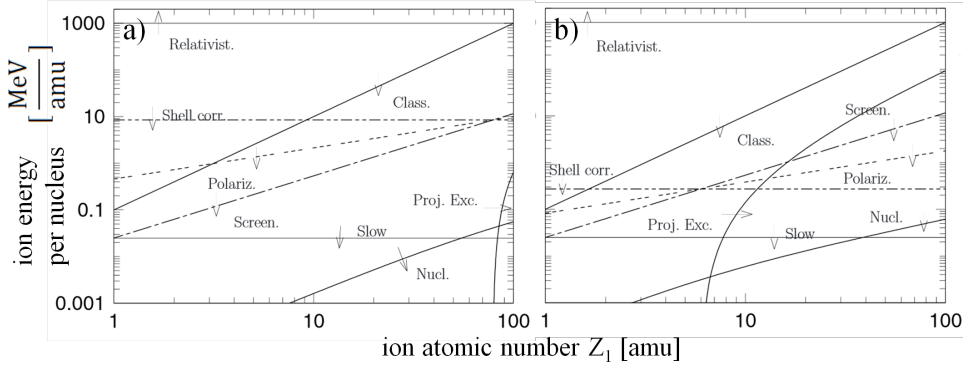 a)
b)
1000
10
0.1
0.001
1
10
100
1
10
100
ion energy
per nucleus
[ MeV
amu ]
Relativist.
Class.
Shell corr.
Polariz.
Screen.
Proj. Exc.
Slow
Nucl.
Relativist.
Screen.
Class.
Shell corr.
Polariz.
Proj. Exc.
Nucl.
Slow
ion atomic number Z₁ [amu]